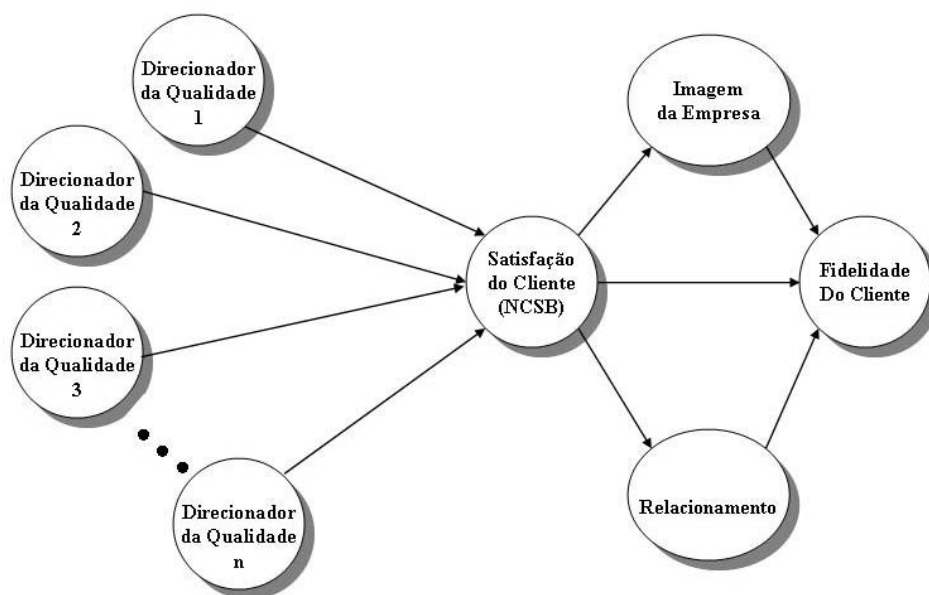 Direcionador
da Qualidade
1
Direcionador
da Qualidade
2
Direcionador
da Qualidade
3
Direcionador
da Qualidade
n
Satisfação
do Cliente
(NCSB)
Imagem
da Empresa
Relacionamento
Fidelidade
Do Cliente